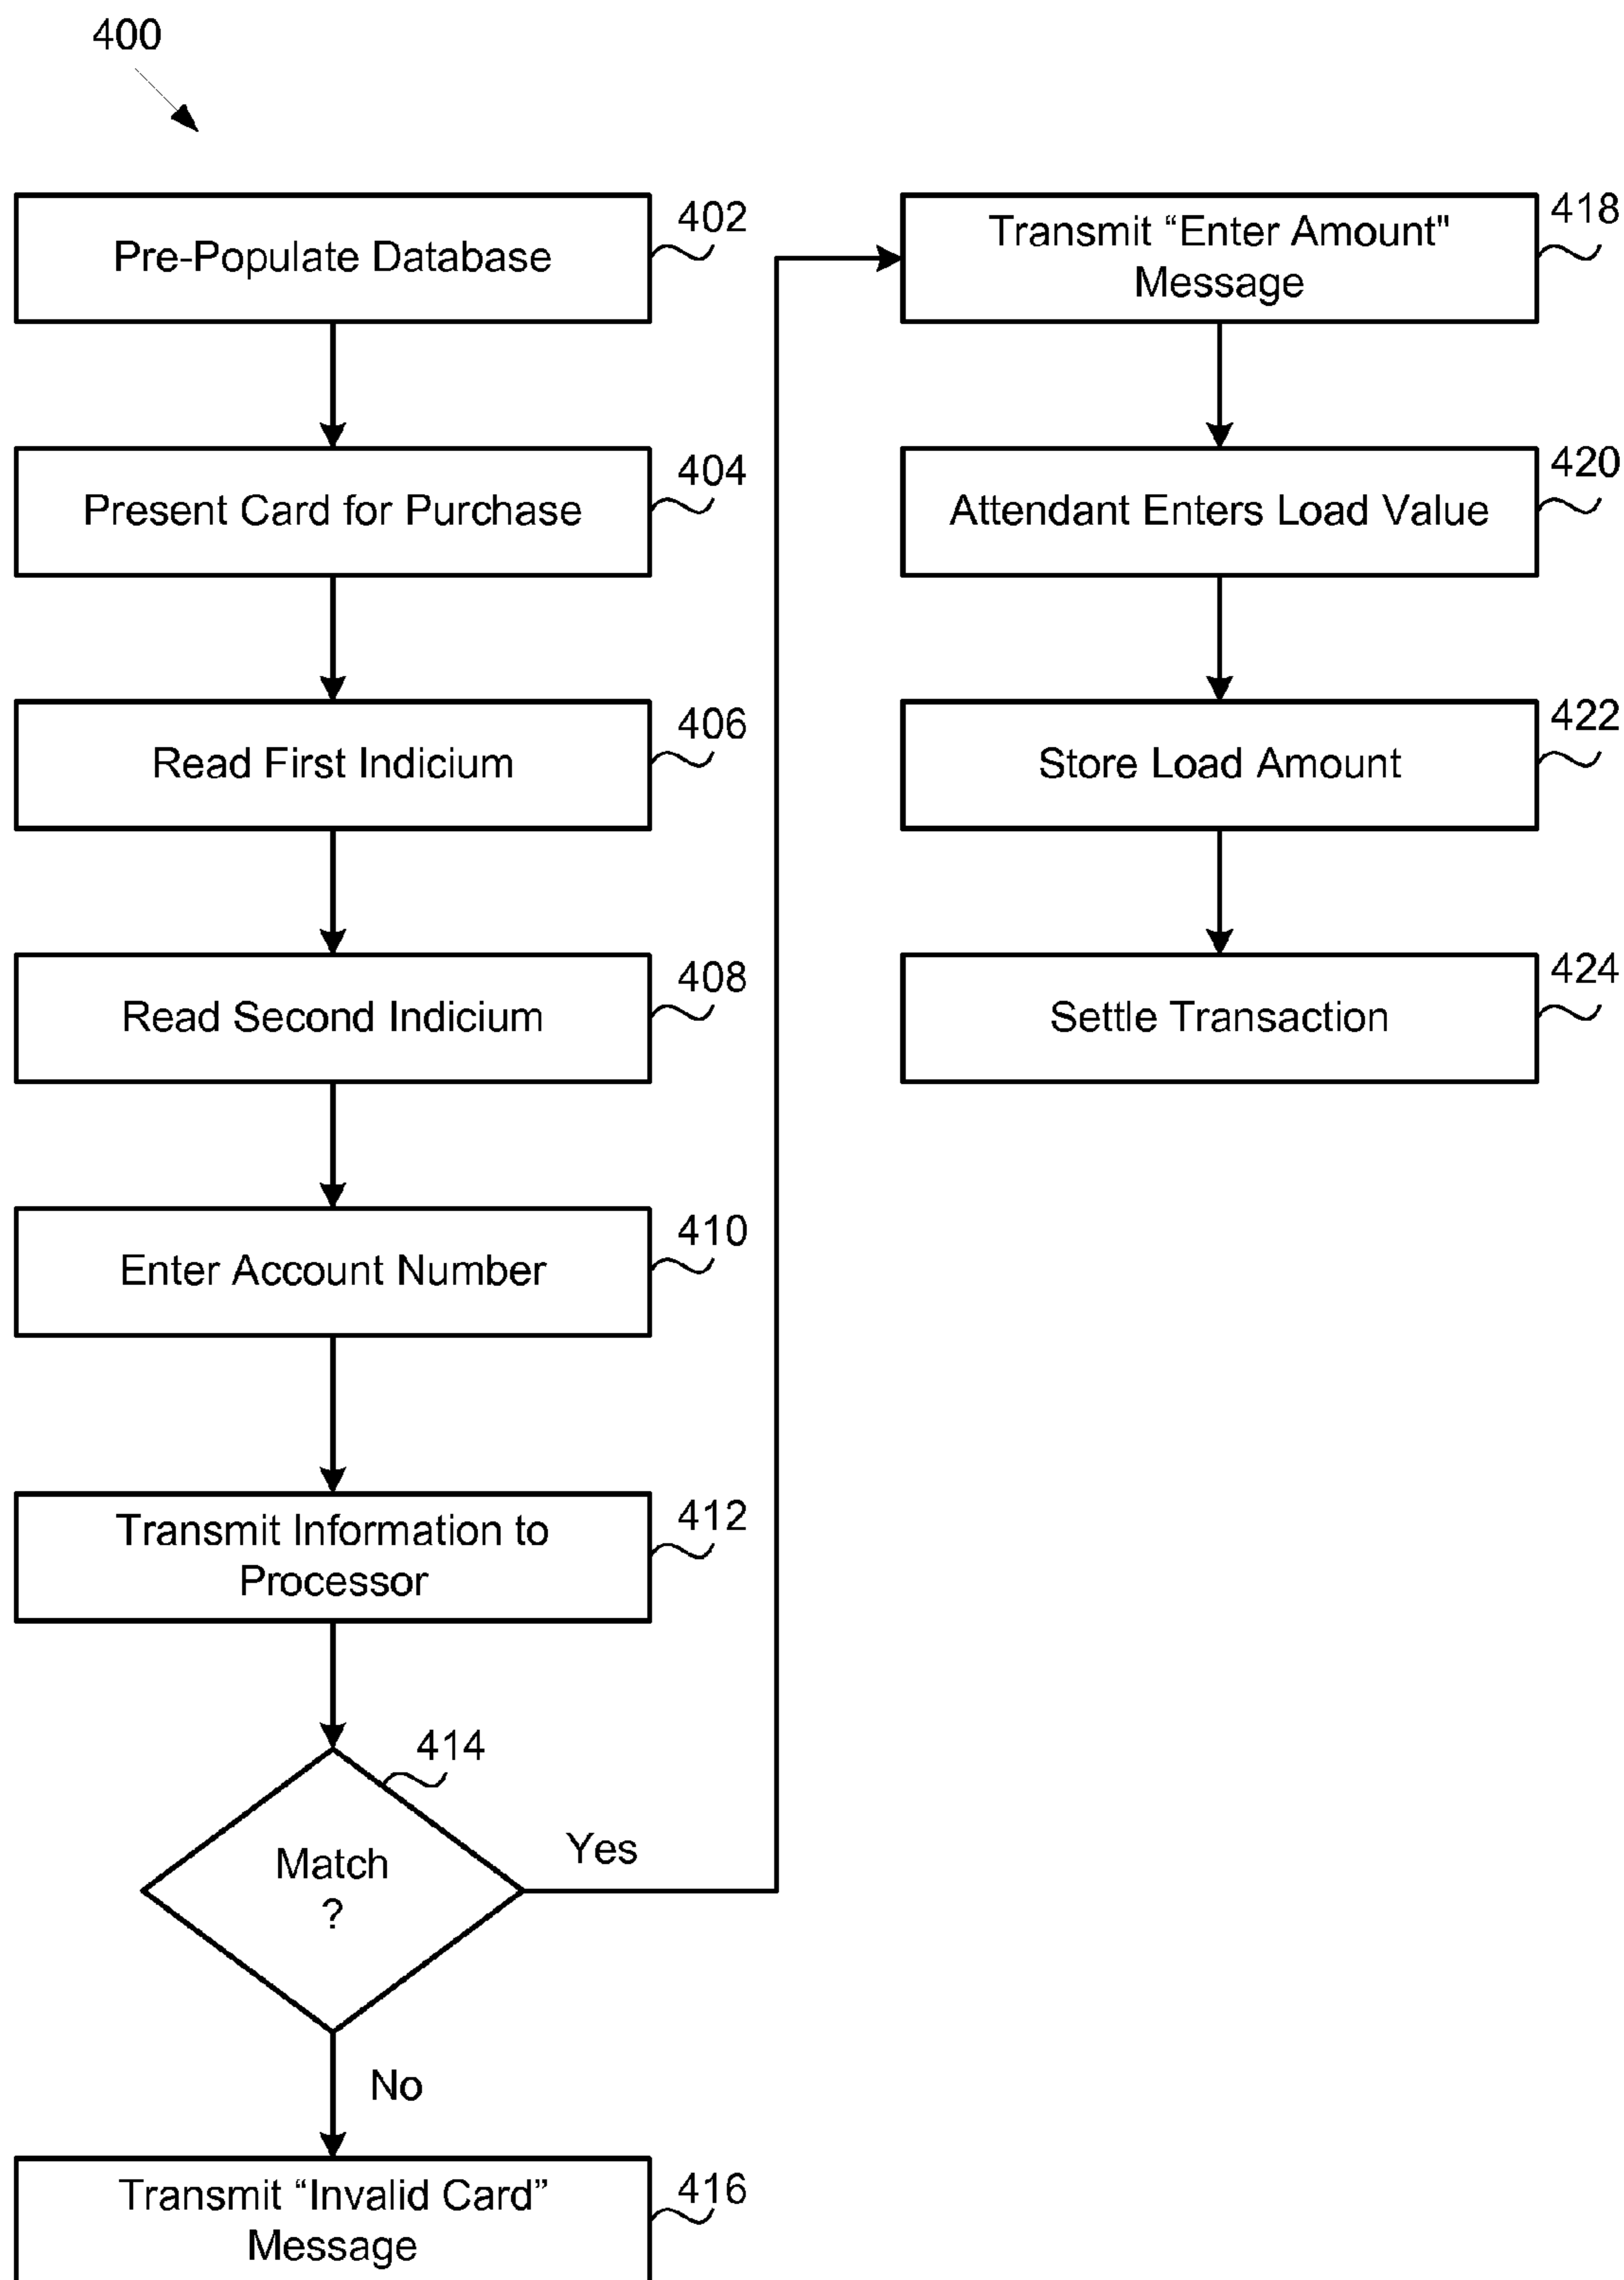 400
Pre-Populate Database
402
Present Card for Purchase
404
Read First Indicium
406
Read Second Indicium
408
Enter Account Number
410
Transmit Information to
Processor
412
414
Match
?
Yes
No
Transmit “Invalid Card”
Message
416
Transmit “Enter Amount"
Message
418
Attendant Enters Load Value
420
Store Load Amount
422
Settle Transaction
424